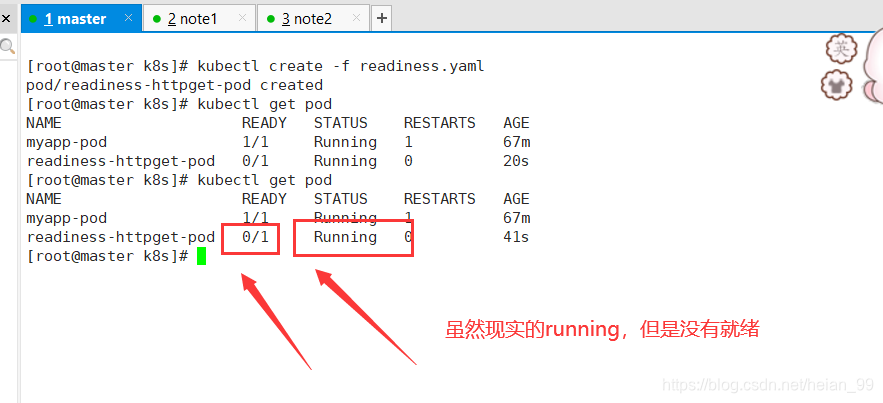 1 master × 2 note1 × 3 note2 × +
英
[root@master k8s]# kubectl create -f readiness.yaml
pod/readiness-httpget-pod created
[root@master k8s]# kubectl get pod
NAME READY STATUS RESTARTS AGE
myapp-pod 1/1 Running 1 67m
readiness-httpget-pod 0/1 Running 0 20s
[root@master k8s]# kubectl get pod
NAME READY STATUS RESTARTS AGE
myapp-pod 1/1 Running 1 67m
readiness-httpget-pod 0/1 Running 0 41s
[root@master k8s]#
虽然现实的running，但是没有就绪
https://blog.csdn.net/heian_99